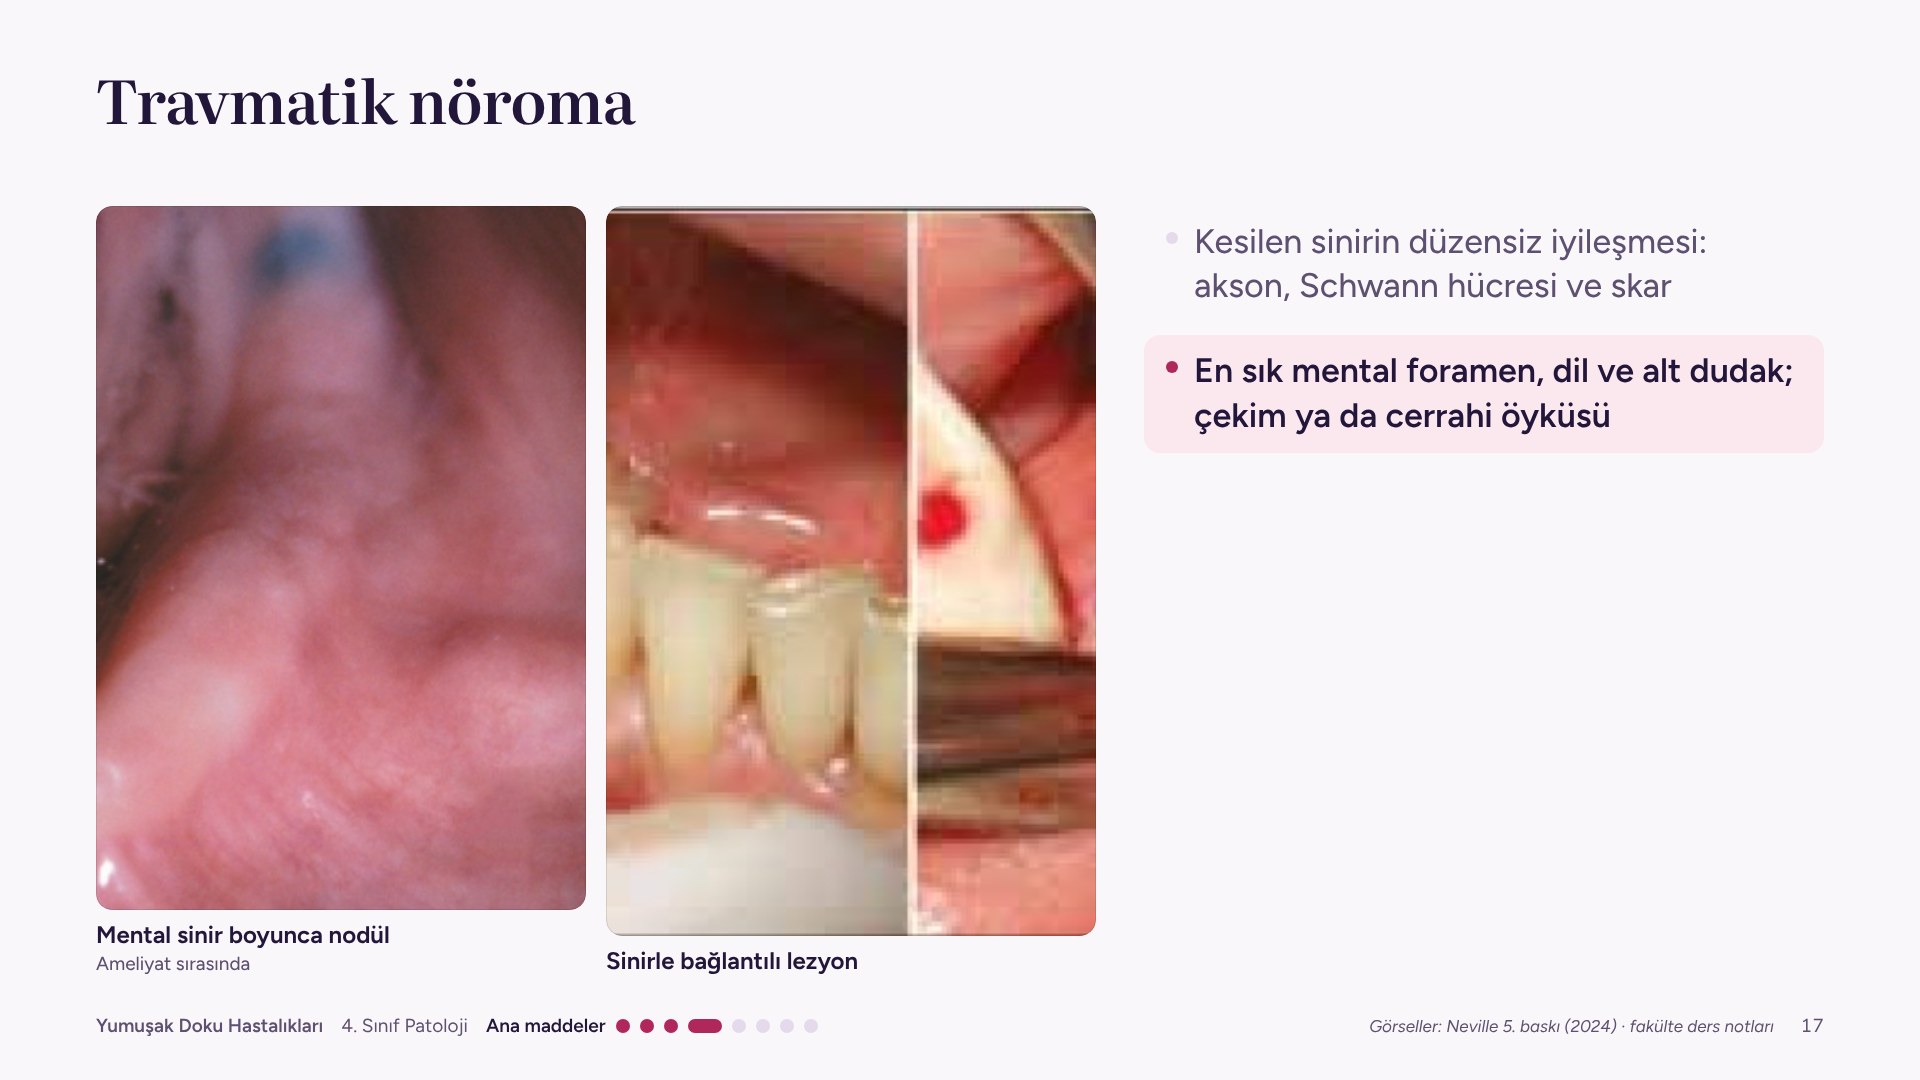 Travmatik nöroma
Kesilen sinirin düzensiz iyileşmesi:
akson, Schwann hücresi ve skar
En sık mental foramen, dil ve alt dudak;
çekim ya da cerrahi öyküsü
Mental sinir boyunca nodül
Ameliyat sırasında
Sinirle bağlantılı lezyon
Yumuşak Doku Hastalıkları 4. Sınıf Patoloji Ana maddeler
Görseller: Neville 5. baskı (2024) · fakülte ders notları 17